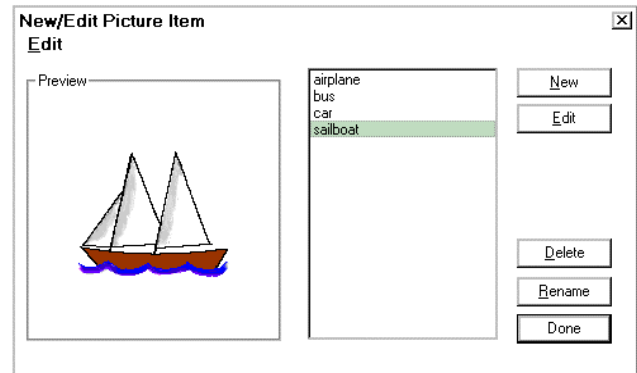 New/Edit Picture Item
Edit
Preview
airplane
bus
car
sailboat
New
Edit
Delete
Rename
Done